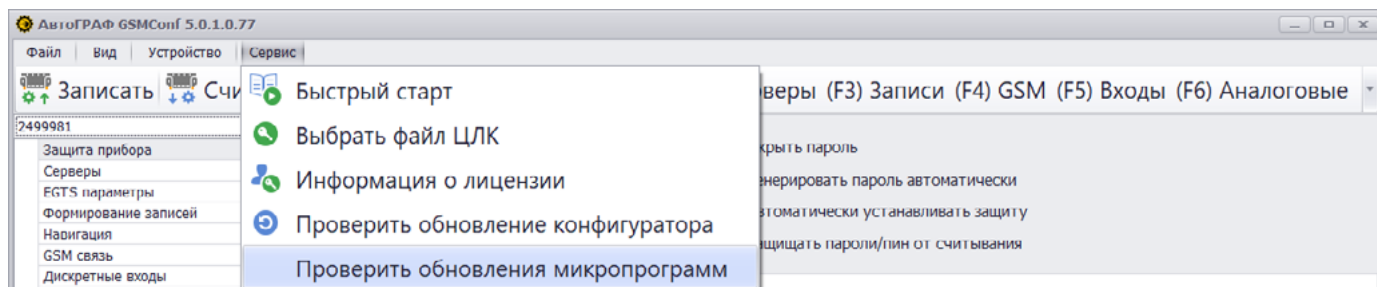 АвтоГРАФ GSMConf 5.0.1.0.77
Файл Вид Устройство Сервис
Записать Счи
веры (F3) Записи (F4) GSM (F5) Входы (F6) Аналоговые
2499981
Защита прибора
Серверы
EGTS параметры
Формирование записей
Навигация
GSM связь
Дискретные входы
Быстрый старт
Выбрать файл ЦЛК
Информация о лицензии
Проверить обновление конфигуратора
Проверить обновления микропрограмм
крыть пароль
енерировать пароль автоматически
втоматически устанавливать защиту
ащищать пароли/пин от считывания